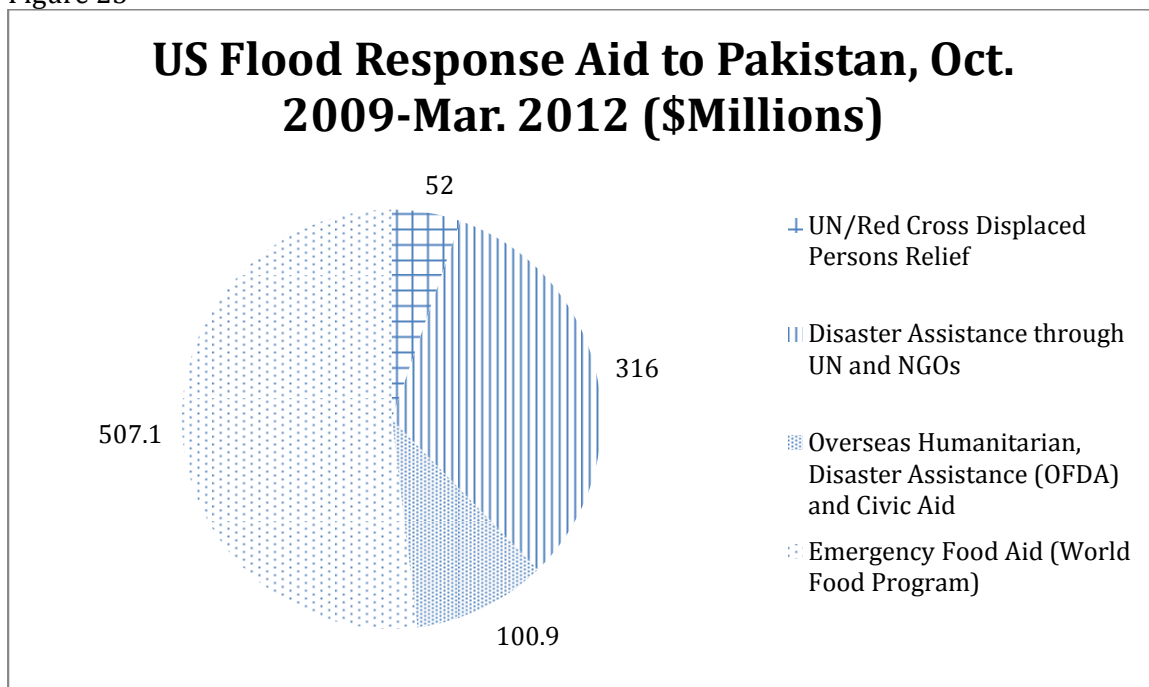 US Flood Response Aid to Pakistan, Oct.
2009-Mar. 2012 ($Millions)
52
316
100.9
507.1
UN/Red Cross Displaced
Persons Relief
Disaster Assistance through
UN and NGOs
Overseas Humanitarian,
Disaster Assistance (OFDA)
and Civic Aid
Emergency Food Aid (World
Food Program)